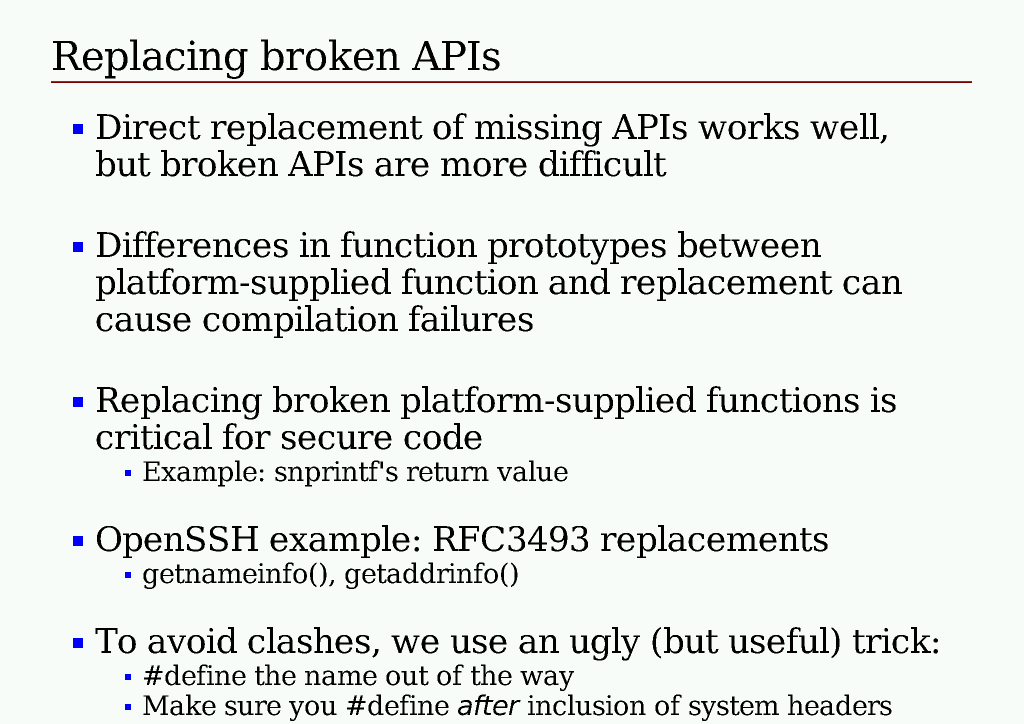 Replacing broken APIs
Direct replacement of missing APIs works well,
but broken APIs are more difficult
Differences in function prototypes between
platform-supplied function and replacement can
cause compilation failures
Replacing broken platform-supplied functions is
critical for secure code
Example: snprintf's return value
OpenSSH example: RFC3493 replacements
getnameinfo(), getaddrinfo()
To avoid clashes, we use an ugly (but useful) trick:
#define the name out of the way
Make sure you #define after inclusion of system headers